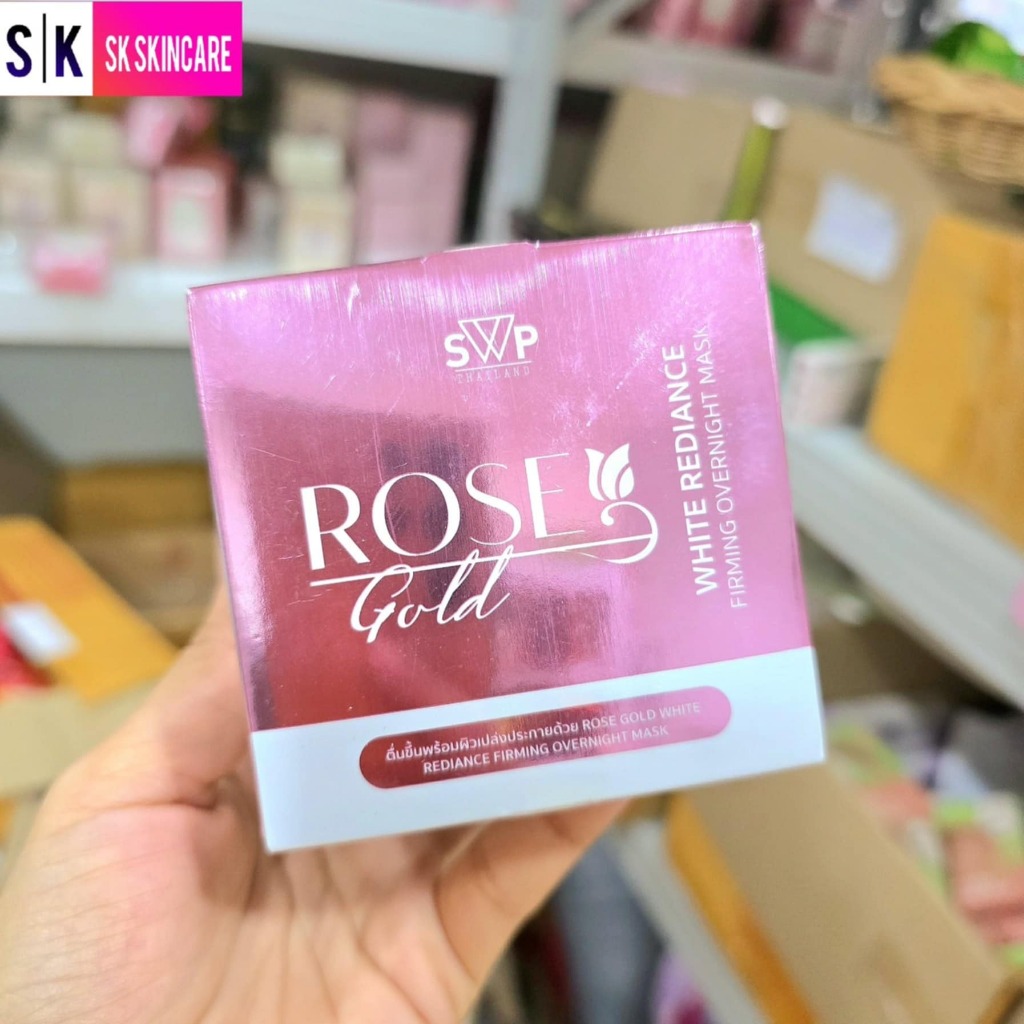 S|K SK SKINCARE
SWP
THAILAND
ROSE
Gold
WHITE REDIANCE
FIRMING OVERNIGHT MASK
ตื่นขึ้นพร้อมผิวเปล่งประกายด้วย ROSE GOLD WHITE
REDIANCE FIRMING OVERNIGHT MASK